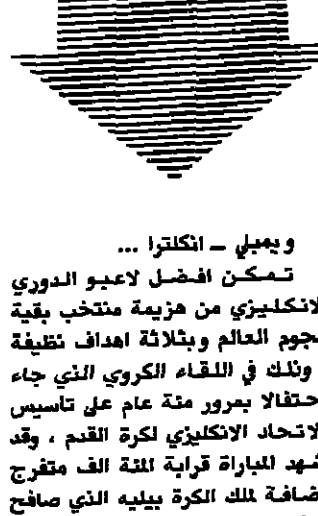 ويمبلي ــ انكلترا ...
تمكن افضل لاعبو الدوري
لانكليزي من هزيمة منتخب بقية
جوم العالم وبثلاثة اهداف نظيفة
وذلك في اللقاء الكروي الذي جاء
حتفالا بمرور مئة عام على تأسيس
لاتحاد الانكليزي لكرة القدم ، وقد
شهد المباراة قرابة المئة الف متفرج
ضافة لملك الكرة بيليه الذي صافح